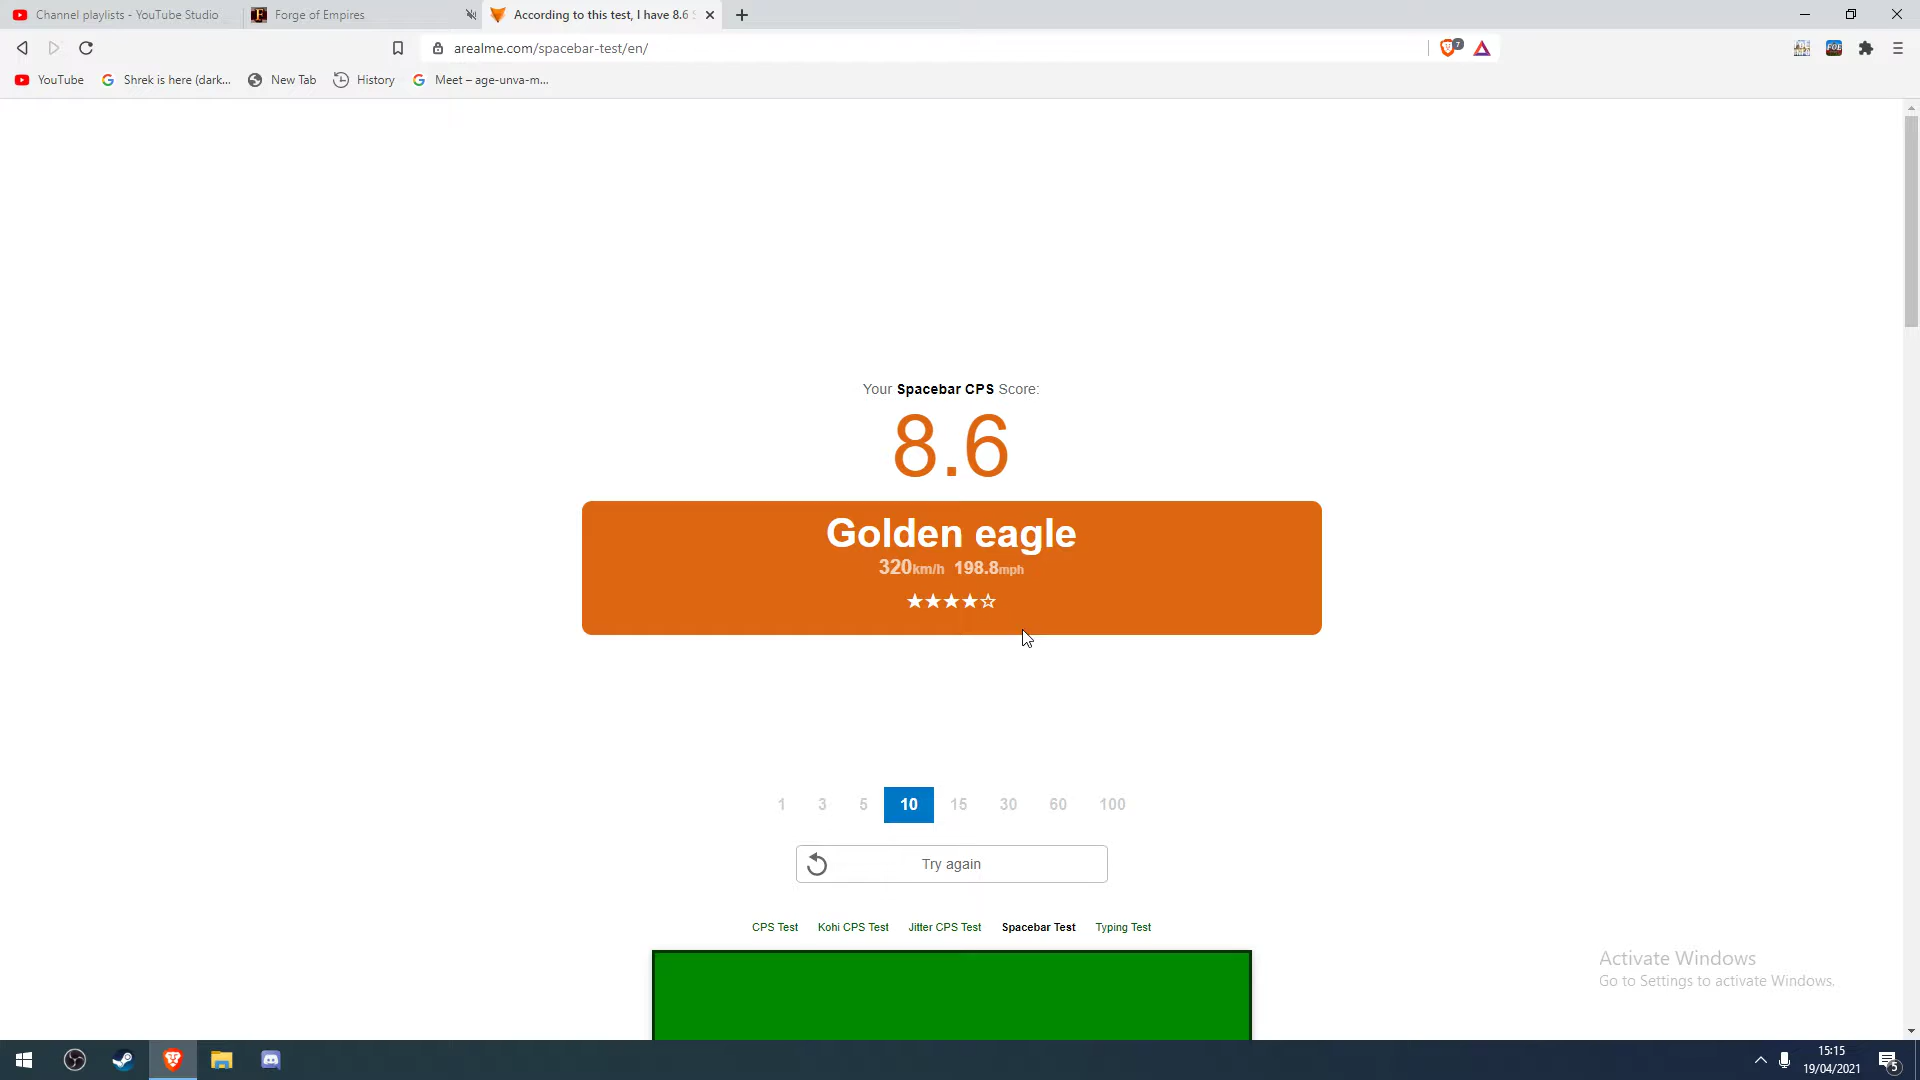 Channel playlists - YouTube Studio
Forge of Empires
According to this test, I have 8.6
arealme.com/spacebar-test/en/
7
FOE
YouTube
Shrek is here (dark...
New Tab
History
Meet – age-unva-m...
Your Spacebar CPS Score:
8.6
Golden eagle
320km/h 198.8mph
★★★★☆
1 3 5 10 15 30 60 100
Try again
CPS Test Kohi CPS Test Jitter CPS Test Spacebar Test Typing Test
Activate Windows
Go to Settings to activate Windows.
15:15
19/04/2021
5